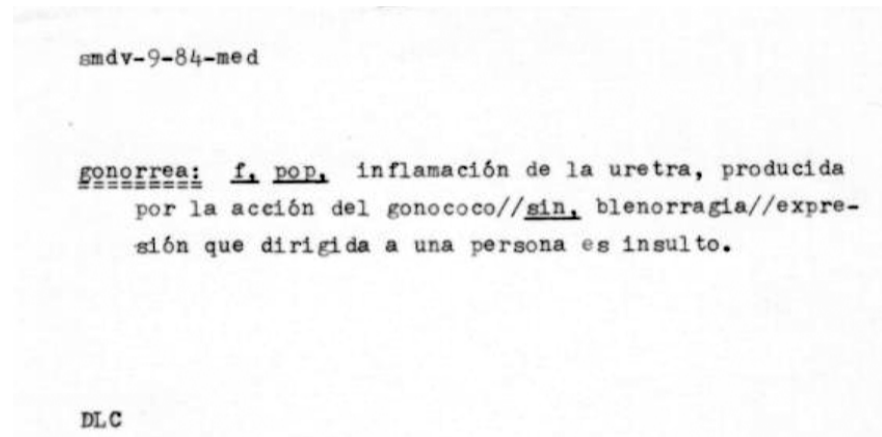 smdv-9-84-med
gonorrea: f, pop, inflamación de la uretra, producida
por la acción del gonococo//sin, blenorragia//expre-
sión que dirigida a una persona es insulto.
DLC